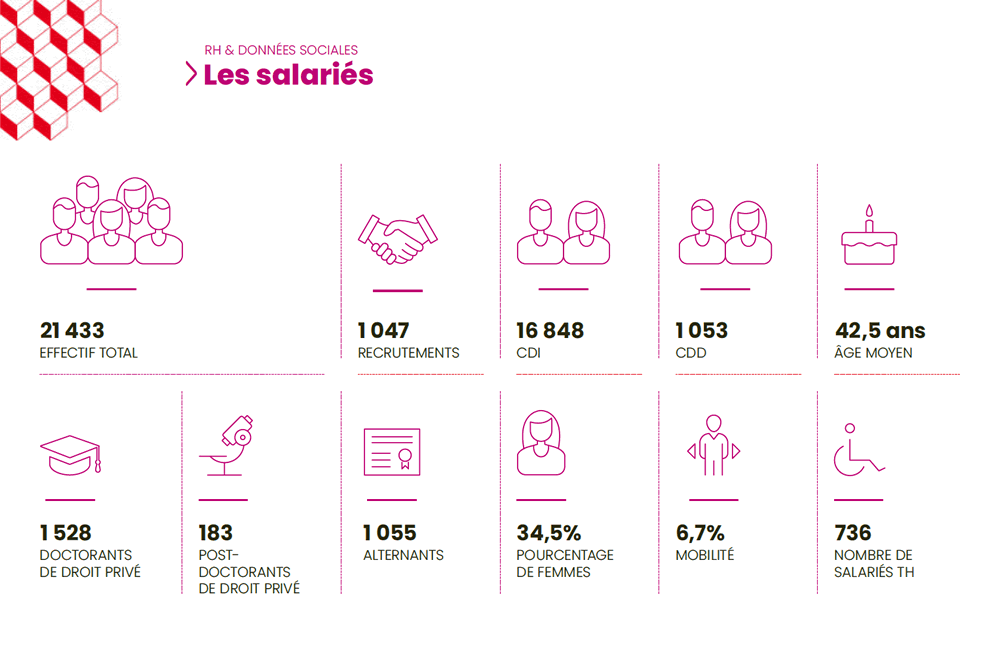 RH & DONNÉES SOCIALES
Les salariés
21 433
EFFECTIF TOTAL
1 047
RECRUTEMENTS
16 848
CDI
1 053
CDD
42,5 ans
ÂGE MOYEN
1 528
DOCTORANTS
DE DROIT PRIVÉ
183
POST-
DOCTORANTS
DE DROIT PRIVÉ
1 055
ALTERNANTS
34,5%
POURCENTAGE
DE FEMMES
6,7%
MOBILITÉ
736
NOMBRE DE
SALARIÉS TH